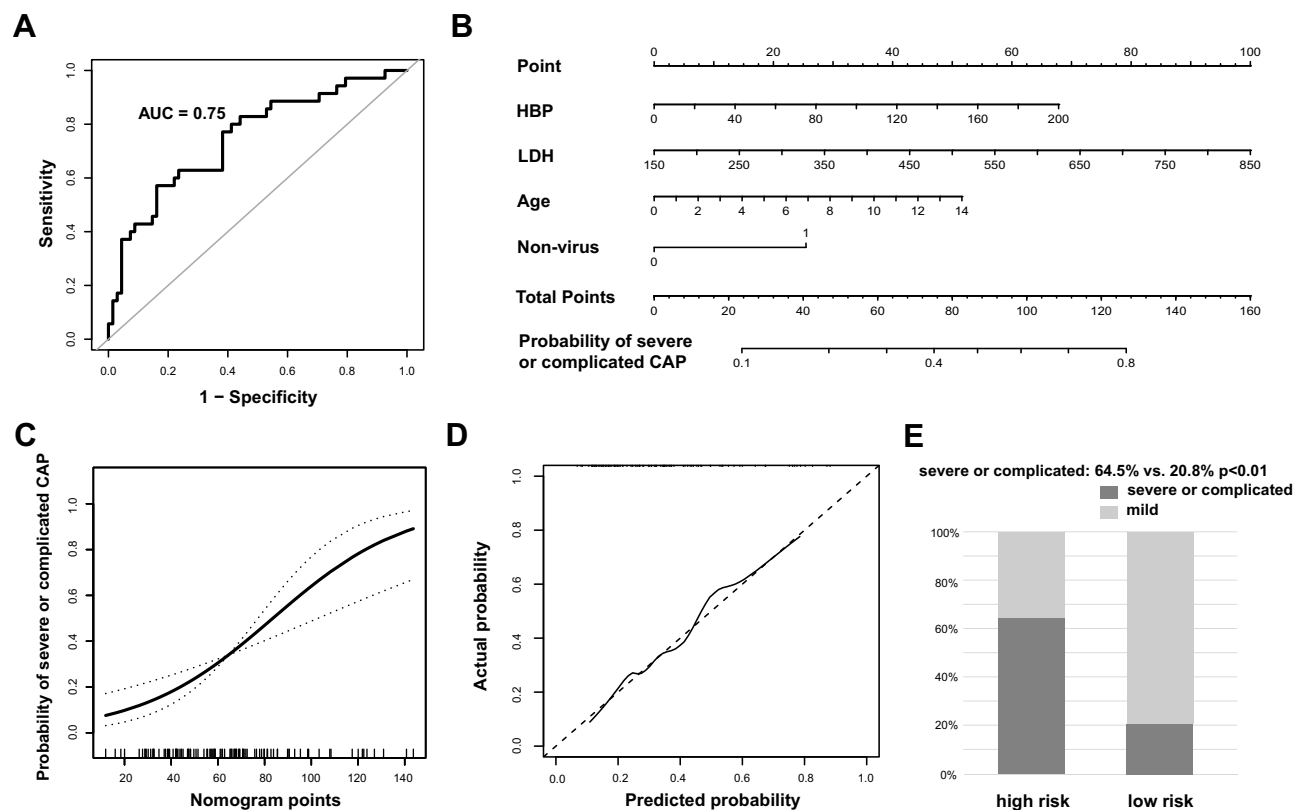 A
1.0
0.8
0.6
0.4
0.2
0.0
Sensitivity
AUC = 0.75
0.0 0.2 0.4 0.6 0.8 1.0
1 − Specificity
B
Point
0 20 40 60 80 100
HBP
0 40 80 120 160 200
LDH
150 250 350 450 550 650 750 850
Age
0 2 4 6 8 10 12 14
Non-virus
1
0
Total Points
0 20 40 60 80 100 120 140 160
Probability of severe
or complicated CAP
0.1 0.4 0.8
C
Probability of severe or complicated CAP
1.0
0.8
0.6
0.4
0.2
0.0
20 40 60 80 100 120 140
Nomogram points
D
Actual probability
1.0
0.8
0.6
0.4
0.2
0.0
0.0 0.2 0.4 0.6 0.8 1.0
Predicted probability
E
severe or complicated: 64.5% vs. 20.8% p<0.01
severe or complicated
mild
100%
80%
60%
40%
20%
0%
high risk low risk